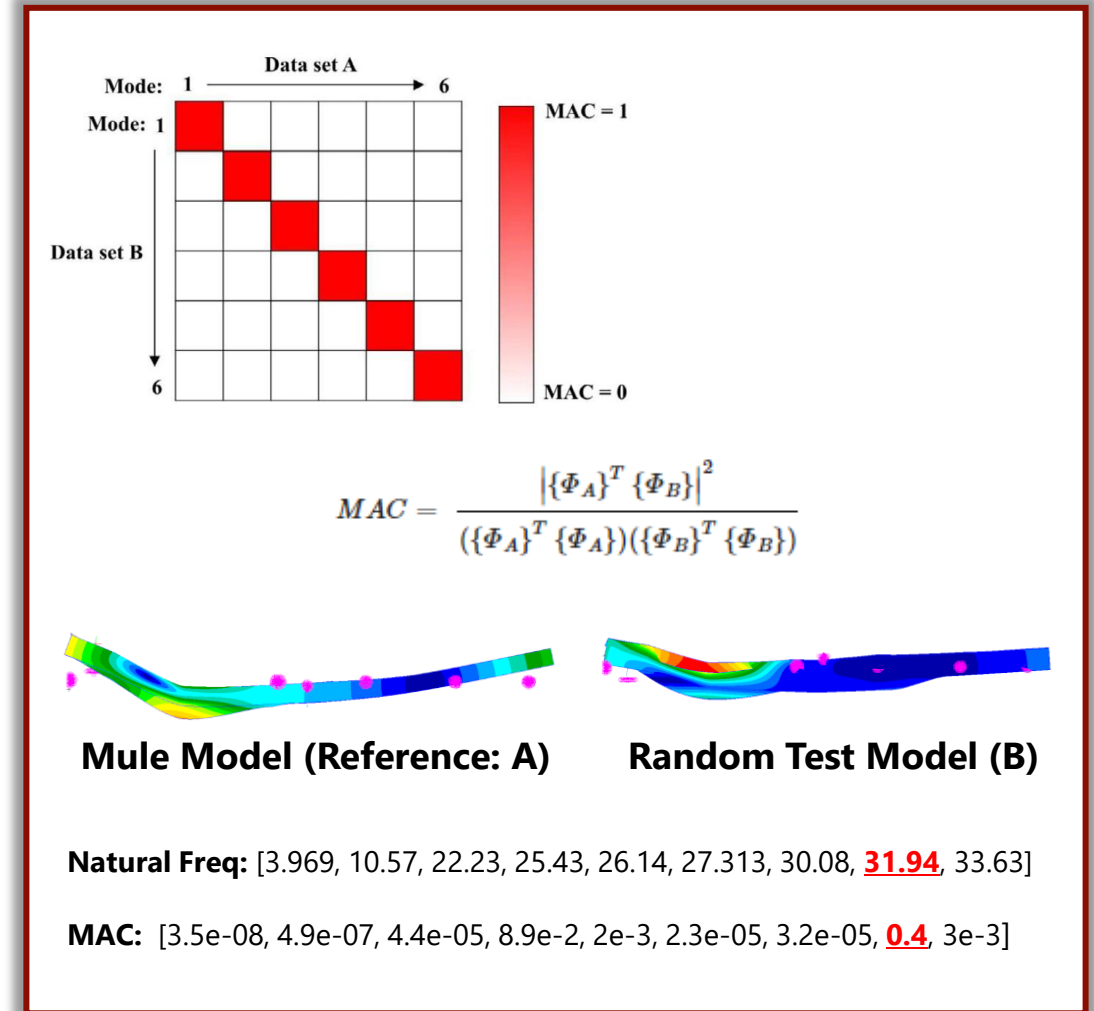 Data set A
Mode: 1 6
Mode: 1
Data set B
6
MAC = 1
MAC = 0
MAC = |{Φ_A}^T {Φ_B}|^2 / ({Φ_A}^T {Φ_A})({Φ_B}^T {Φ_B})
Mule Model (Reference: A)
Random Test Model (B)
Natural Freq: [3.969, 10.57, 22.23, 25.43, 26.14, 27.313, 30.08, 31.94, 33.63]
MAC: [3.5e-08, 4.9e-07, 4.4e-05, 8.9e-2, 2e-3, 2.3e-05, 3.2e-05, 0.4, 3e-3]